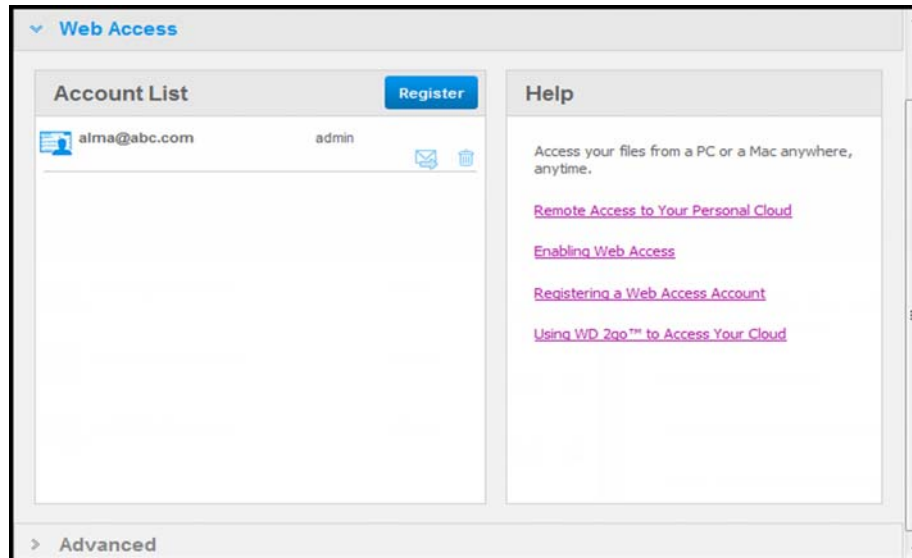 Web Access
Account List
Register
alma@abc.com
admin
Help
Access your files from a PC or a Mac anywhere,
anytime.
Remote Access to Your Personal Cloud
Enabling Web Access
Registering a Web Access Account
Using WD 2go™ to Access Your Cloud
Advanced